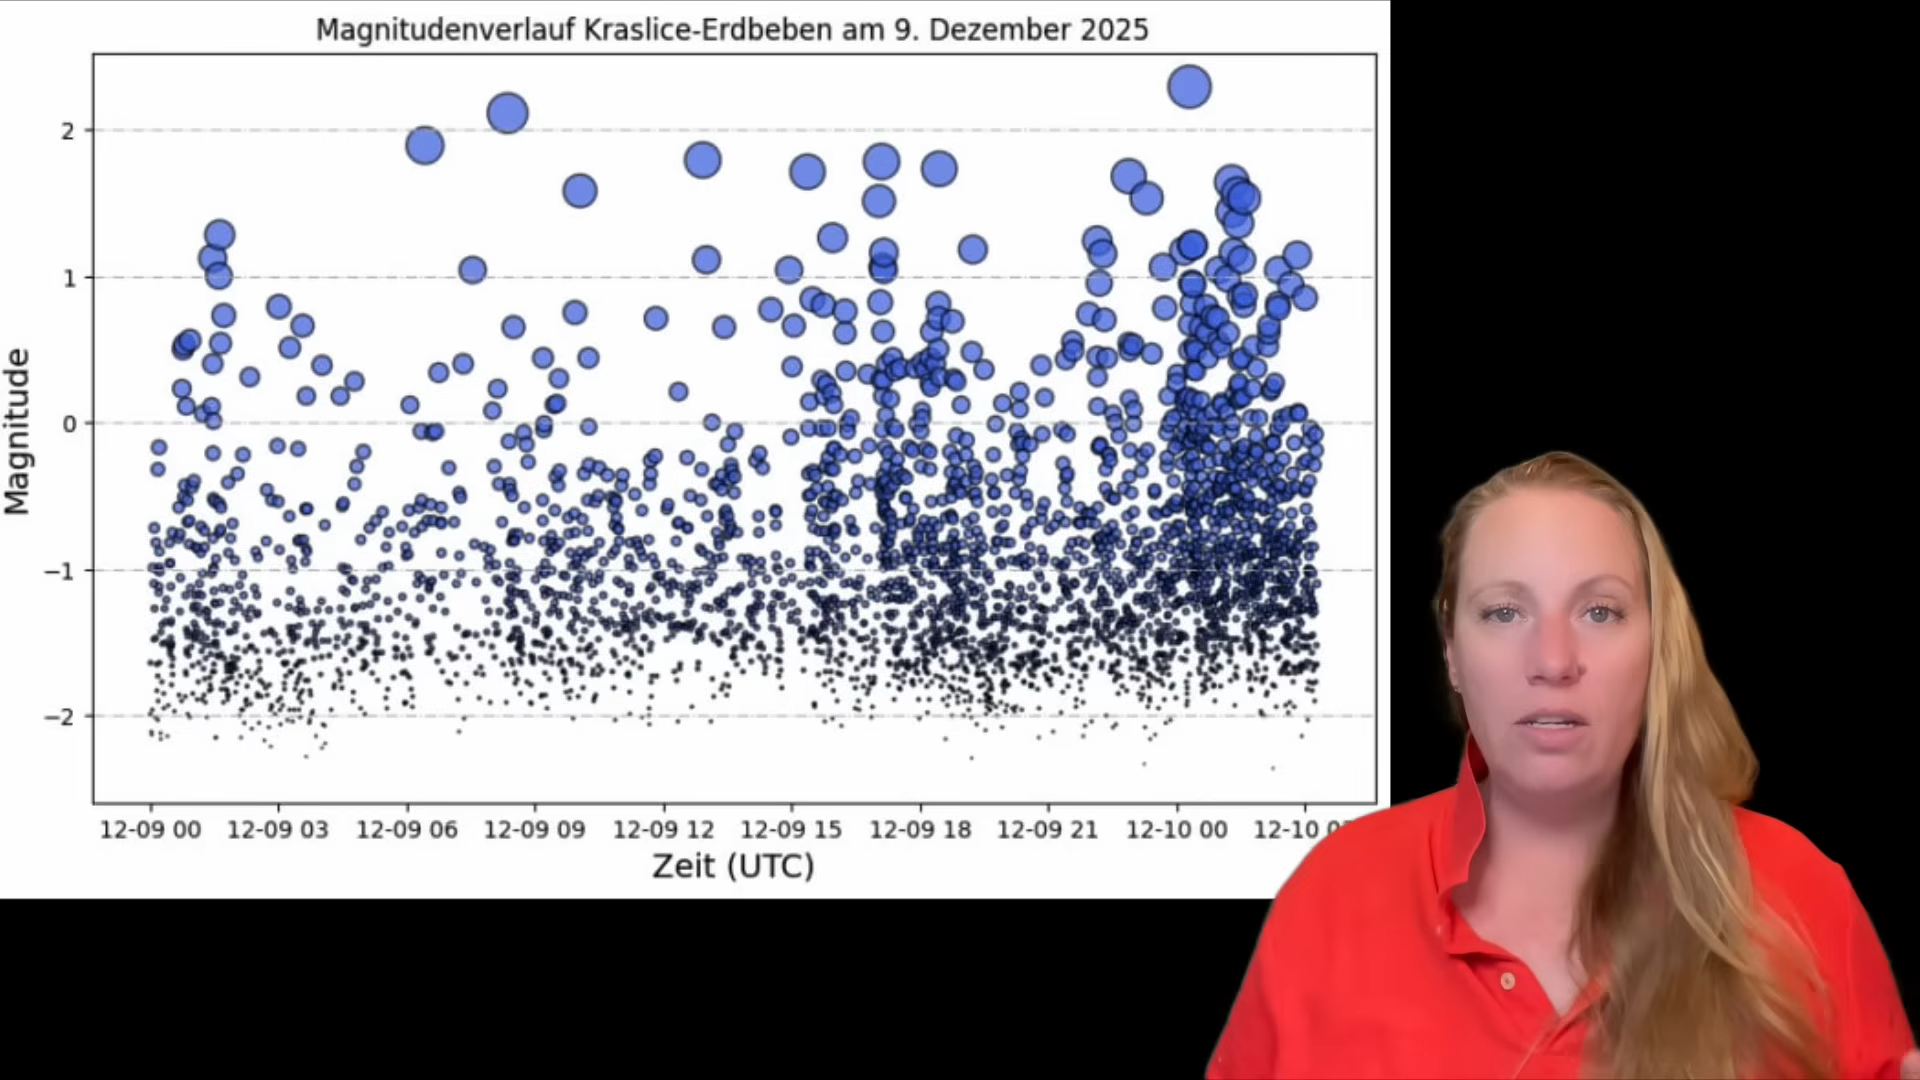 Magnitudenverlauf Kraslice-Erdbeben am 9. Dezember 2025
Magnitude
2
1
0
−1
−2
12-09 00 12-09 03 12-09 06 12-09 09 12-09 12 12-09 15 12-09 18 12-09 21 12-10 00 12-10
Zeit (UTC)